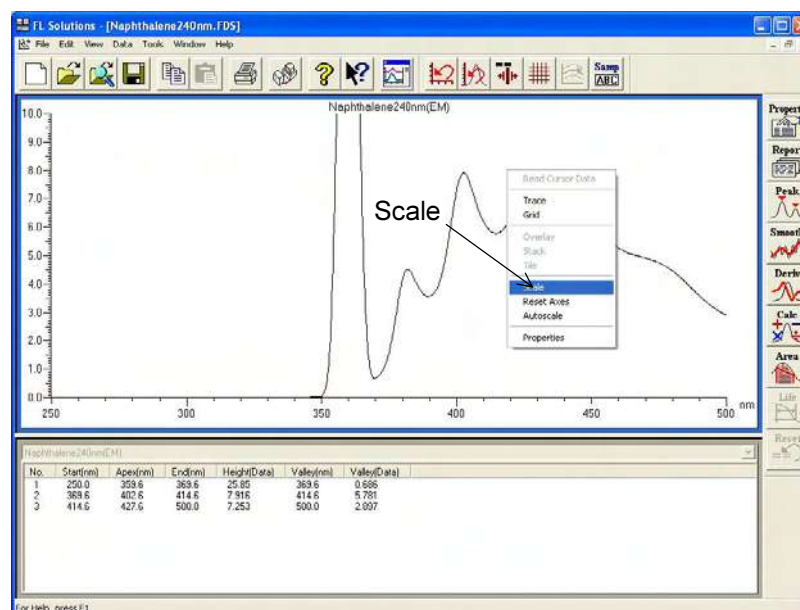 FL Solutions - [Naphthalene240nm.FDS]
File Edit View Data Tools Window Help
Samp
ABC
Naphthalene240nm(EM)
10.0
9.0
8.0
7.0
6.0
5.0
4.0
3.0
2.0
1.0
0.0
250 300 350 400 450 500
nm
Scale
Read Cursor Data
Trace
Grid
Overlay
Stack
Tile
Scale
Reset Axes
Autoscale
Properties
Propert
Repor
Peak
Smooth
Deriv
Calc
Area
Life
Reset
Naphthalene240nm(EM)
No. Start(nm) Apex(nm) End(nm) Height(Data) Valley(nm) Valley(Data)
1 250.0 359.6 369.6 25.85 369.6 0.686
2 369.6 402.6 414.6 7.916 414.6 5.781
3 414.6 427.6 500.0 7.253 500.0 2.897
For Help, press F1